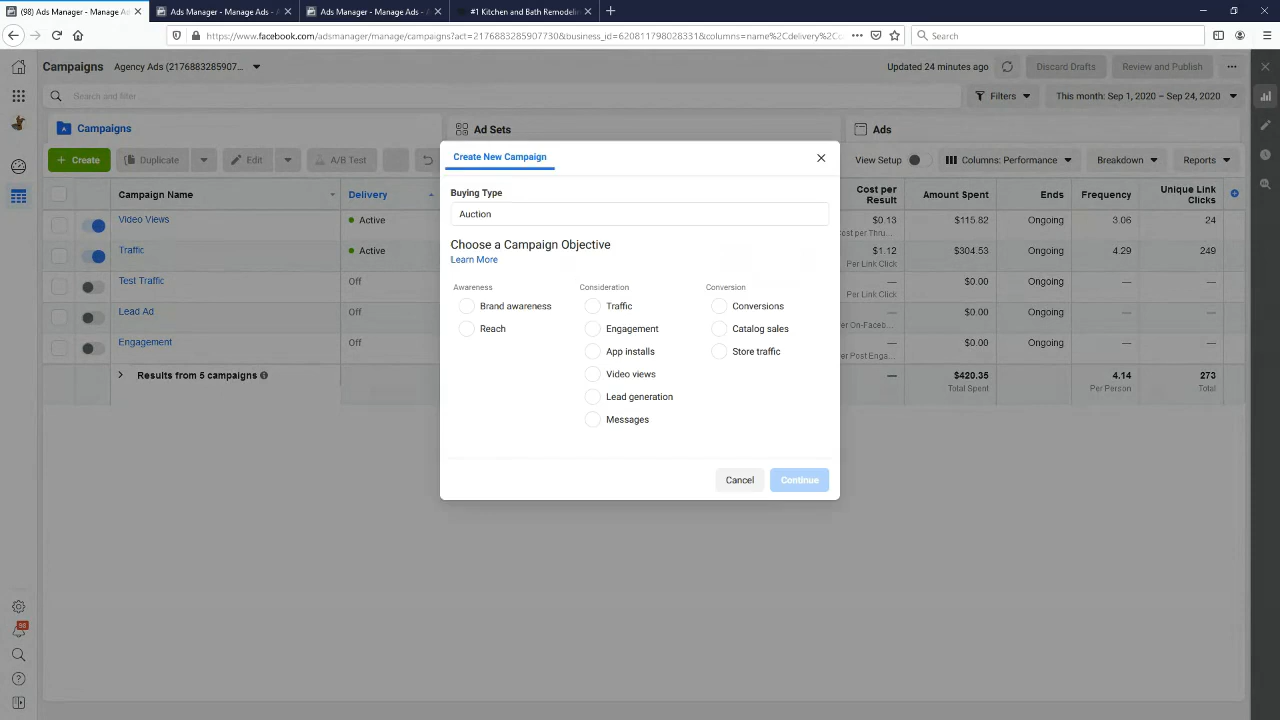 (98) Ads Manager - Manage Ad
Ads Manager - Manage Ads - A
Ads Manager - Manage Ads - A
#1 Kitchen and Bath Remodelin
https://www.facebook.com/adsmanager/manage/campaigns?act=2176883285907730&business_id=620811798028331&columns=name%2Cdelivery%2C
Search
Campaigns
Agency Ads (2176883285907...
Updated 24 minutes ago
Discard Drafts
Review and Publish
Search and filter
Filters
This month: Sep 1, 2020 – Sep 24, 2020
Campaigns
Ad Sets
Ads
+ Create
Duplicate
Edit
A/B Test
View Setup
Columns: Performance
Breakdown
Reports
Campaign Name
Delivery
Cost per Result
Amount Spent
Ends
Frequency
Unique Link Clicks
Video Views
Active
$0.13
$115.82
Ongoing
3.06
24
ost per Thru...
Traffic
Active
$1.12
$304.53
Ongoing
4.29
249
Per Link Click
Test Traffic
Off
—
$0.00
Ongoing
—
—
Per Link Click
Lead Ad
Off
—
$0.00
Ongoing
—
—
er On-Faceb...
Engagement
Off
—
$0.00
Ongoing
—
—
er Post Enga...
Results from 5 campaigns
—
$420.35
4.14
273
Total Spent
Per Person
Total
Create New Campaign
Buying Type
Auction
Choose a Campaign Objective
Learn More
Awareness
Consideration
Conversion
Brand awareness
Traffic
Conversions
Reach
Engagement
Catalog sales
App installs
Store traffic
Video views
Lead generation
Messages
Cancel
Continue
98